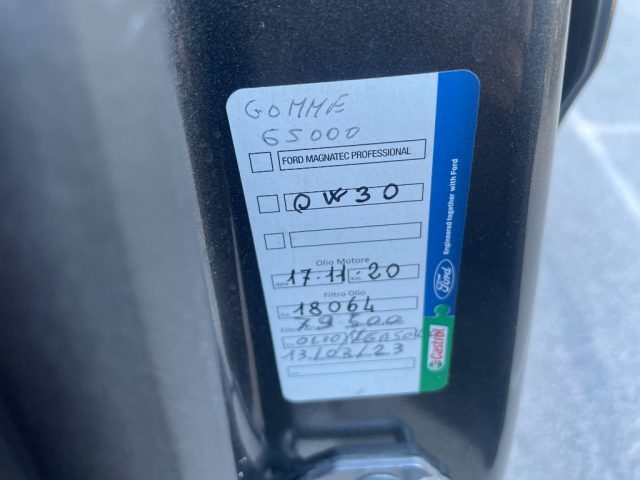 GOMME
65000
FORD MAGNATEC PROFESSIONAL
0W30
Olio Motore
17.11.20
Filtro Olio
18064
79500
Filtro
OLIO
13/03/23
Engineered together with Ford
Ford
Castrol